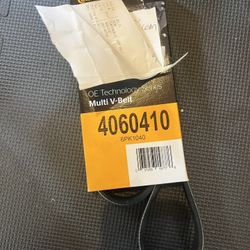 OE Technology Series
Multi V-Belt
4060410
6PK1040